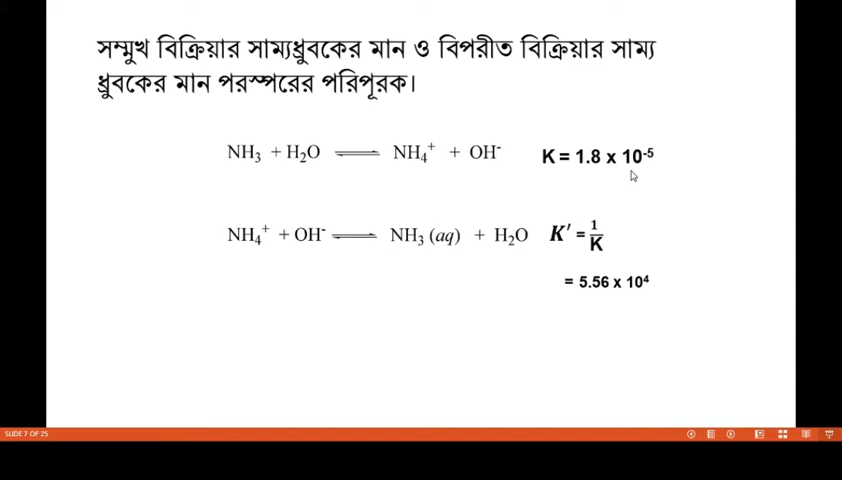 সম্মুখ বিক্রিয়ার সাম্যধ্রুবকের মান ও বিপরীত বিক্রিয়ার সাম্য
ধ্রুবকের মান পরস্পরের পরিপূরক।
NH₃ + H₂O ⇌ NH₄⁺ + OH⁻ K = 1.8 x 10⁻⁵
NH₄⁺ + OH⁻ ⇌ NH₃ (aq) + H₂O K′ = 1/K
= 5.56 x 10⁴
SLIDE 7 OF 25